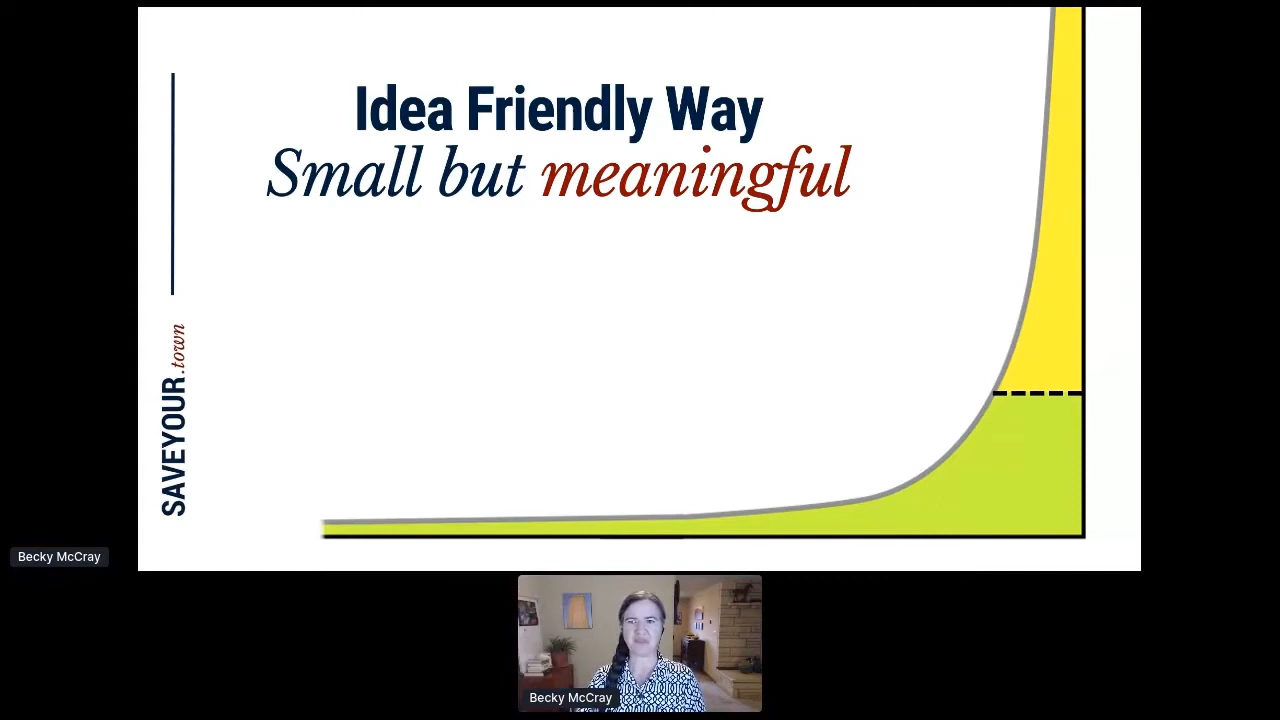 Idea Friendly Way
Small but meaningful
SAVEYOUR.town
Becky McCray
Becky McCray